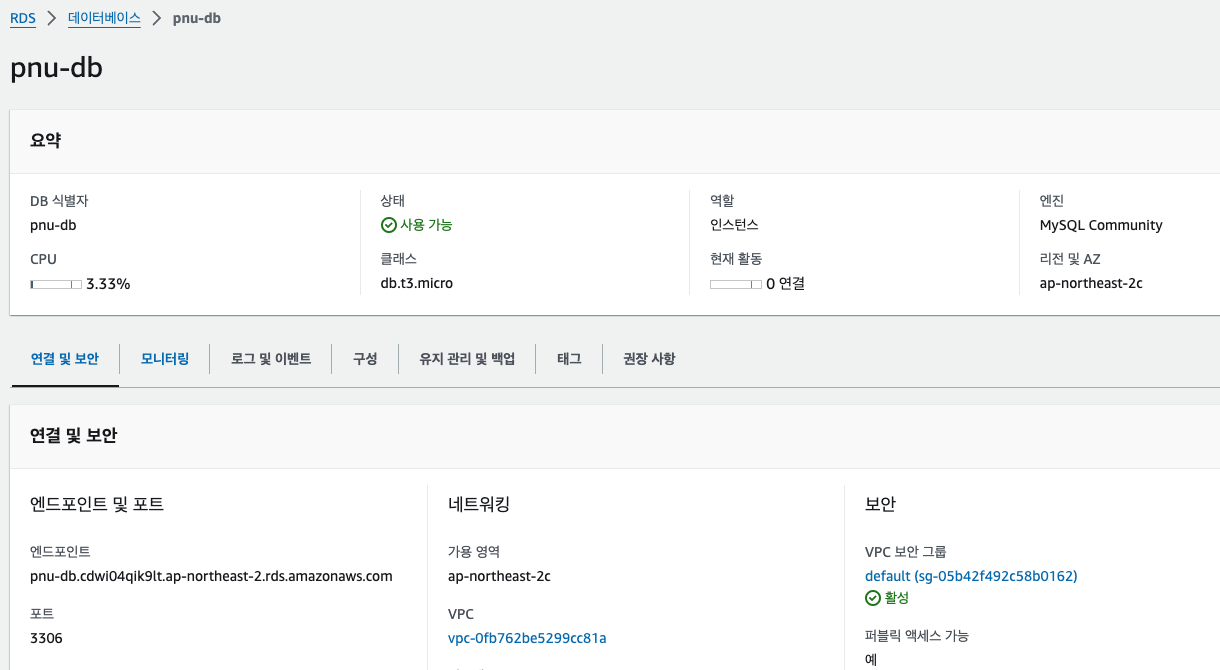 RDS > 데이터베이스 > pnu-db
pnu-db
요약
DB 식별자
pnu-db
상태
사용 가능
역할
인스턴스
엔진
MySQL Community
CPU
3.33%
클래스
db.t3.micro
현재 활동
0 연결
리전 및 AZ
ap-northeast-2c
연결 및 보안
모니터링
로그 및 이벤트
구성
유지 관리 및 백업
태그
권장 사항
연결 및 보안
엔드포인트 및 포트
엔드포인트
pnu-db.cdwi04qik9lt.ap-northeast-2.rds.amazonaws.com
포트
3306
네트워킹
가용 영역
ap-northeast-2c
VPC
vpc-0fb762be5299cc81a
보안
VPC 보안 그룹
default (sg-05b42f492c58b0162)
활성
퍼블릭 액세스 가능
예